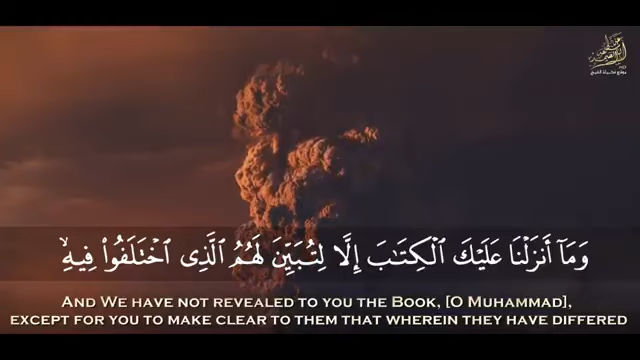 وَمَآ أَنزَلۡنَا عَلَيۡكَ ٱلۡكِتَٰبَ إِلَّا لِتُبَيِّنَ لَهُمُ ٱلَّذِي ٱخۡتَلَفُواْ فِيهِ
AND WE HAVE NOT REVEALED TO YOU THE BOOK, [O MUHAMMAD],
EXCEPT FOR YOU TO MAKE CLEAR TO THEM THAT WHEREIN THEY HAVE DIFFERED